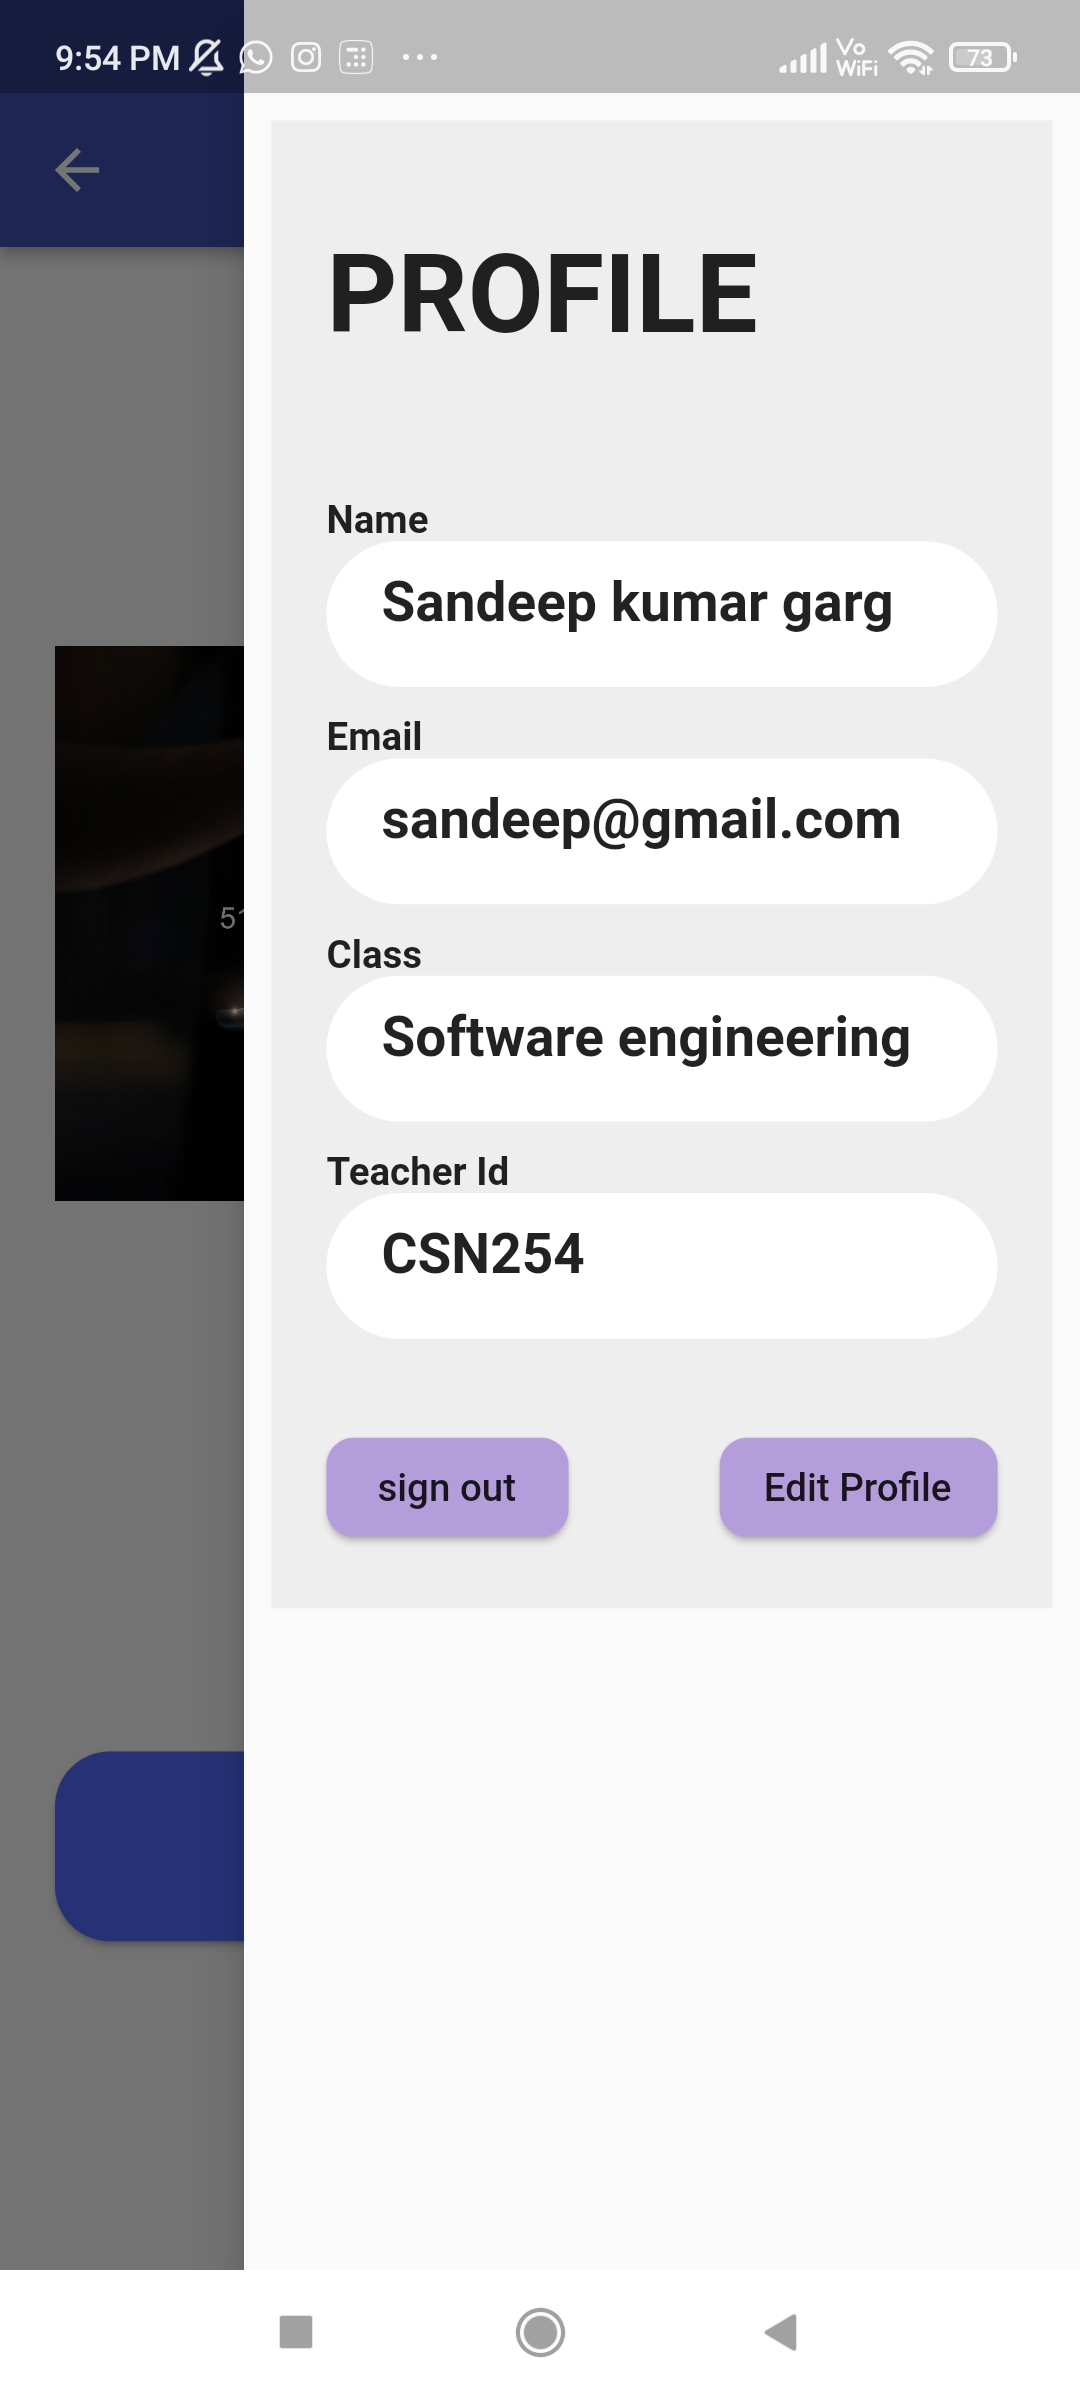 9:54 PM
Vo
WiFi
73
PROFILE
Name
Sandeep kumar garg
Email
sandeep@gmail.com
Class
Software engineering
Teacher Id
CSN254
sign out
Edit Profile